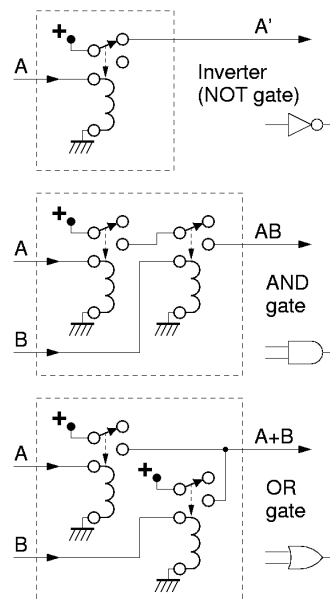 +
A'
A
Inverter
(NOT gate)
+
A
AB
B
AND
gate
+
A
A+B
+
B
OR
gate